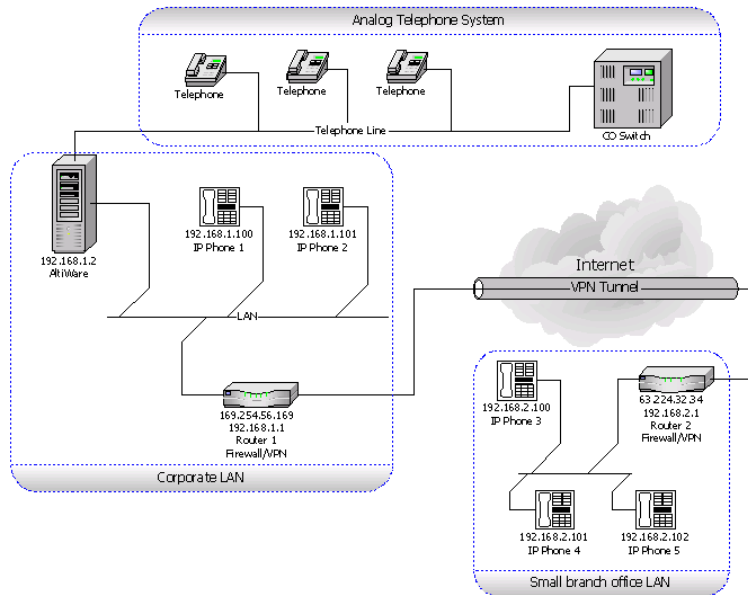 Analog Telephone System
Telephone
Telephone
Telephone
Telephone Line
CO Switch
192.168.1.2
AltiWare
192.168.1.100
IP Phone 1
192.168.1.101
IP Phone 2
LAN
169.254.56.169
192.168.1.1
Router 1
Firewall/VPN
Corporate LAN
Internet
VPN Tunnel
192.168.2.100
IP Phone 3
63.224.32.34
192.168.2.1
Router 2
Firewall/VPN
192.168.2.101
IP Phone 4
192.168.2.102
IP Phone 5
Small branch office LAN